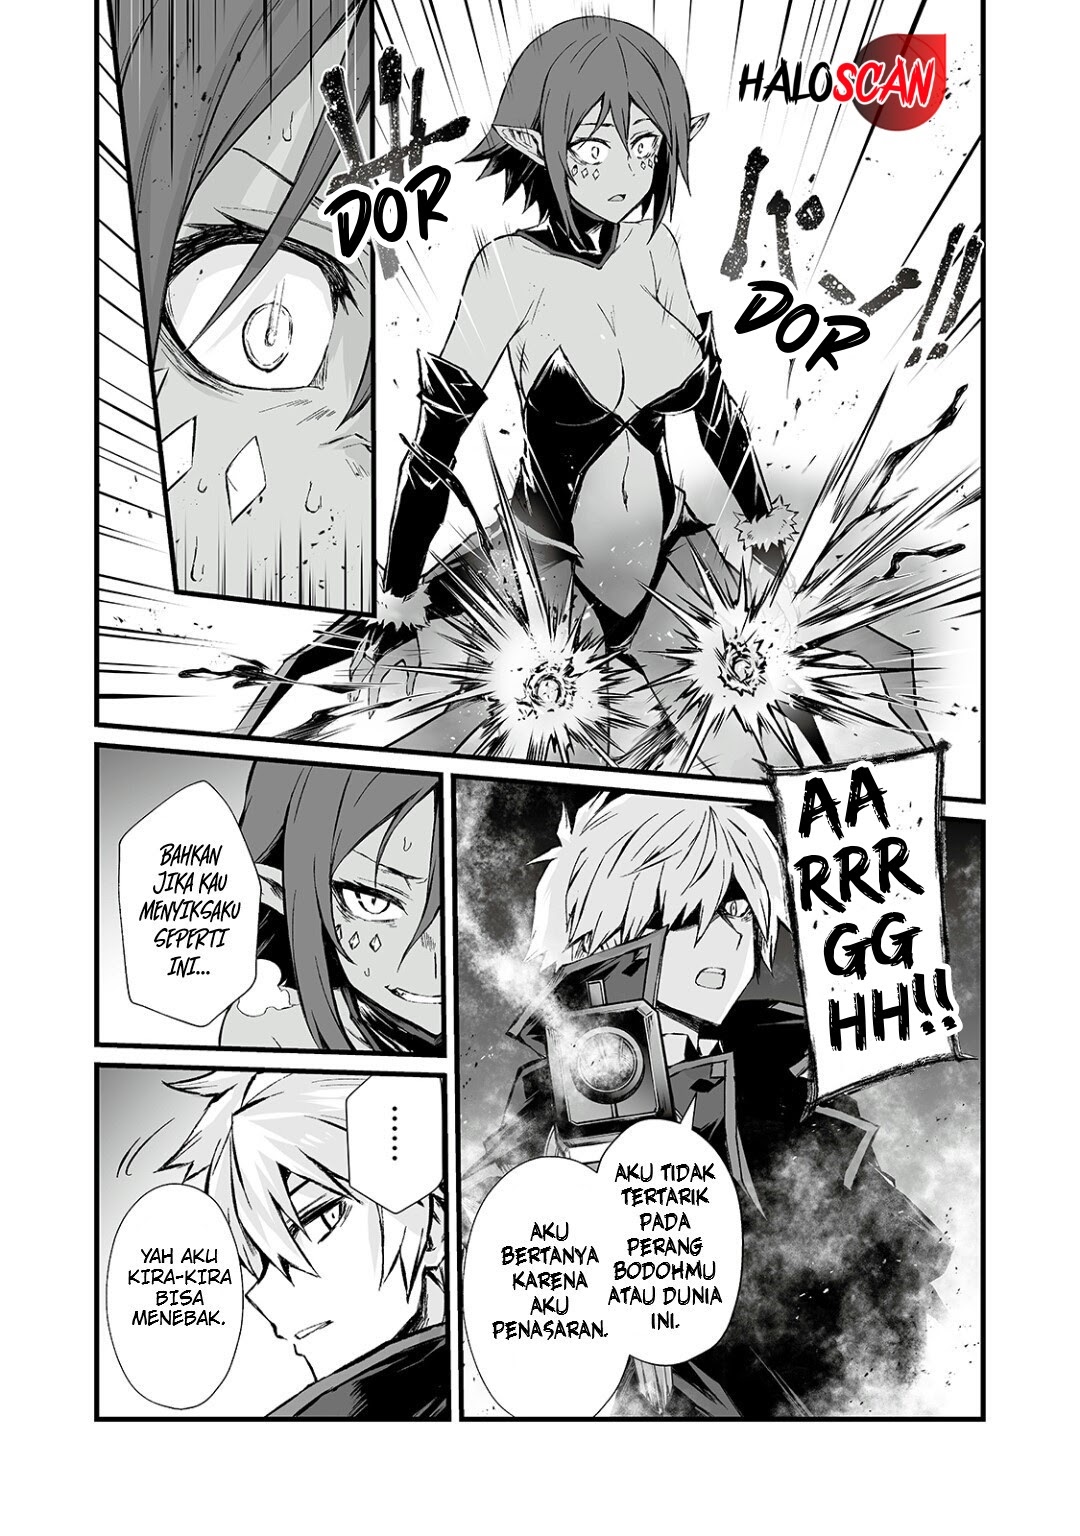 HALOSCAN
パン!!
DOR
DOR
AA
RRR
GG
HH!!
AKU TIDAK
TERTARIK
PADA
PERANG
BODOHMU
ATAU DUNIA
INI.
AKU
BERTANYA
KARENA
AKU
PENASARAN.
BAHKAN
JIKA KAU
MENYIKSAKU
SEPERTI
INI...
......
YAH AKU
KIRA-KIRA
BISA
MENEBAK.